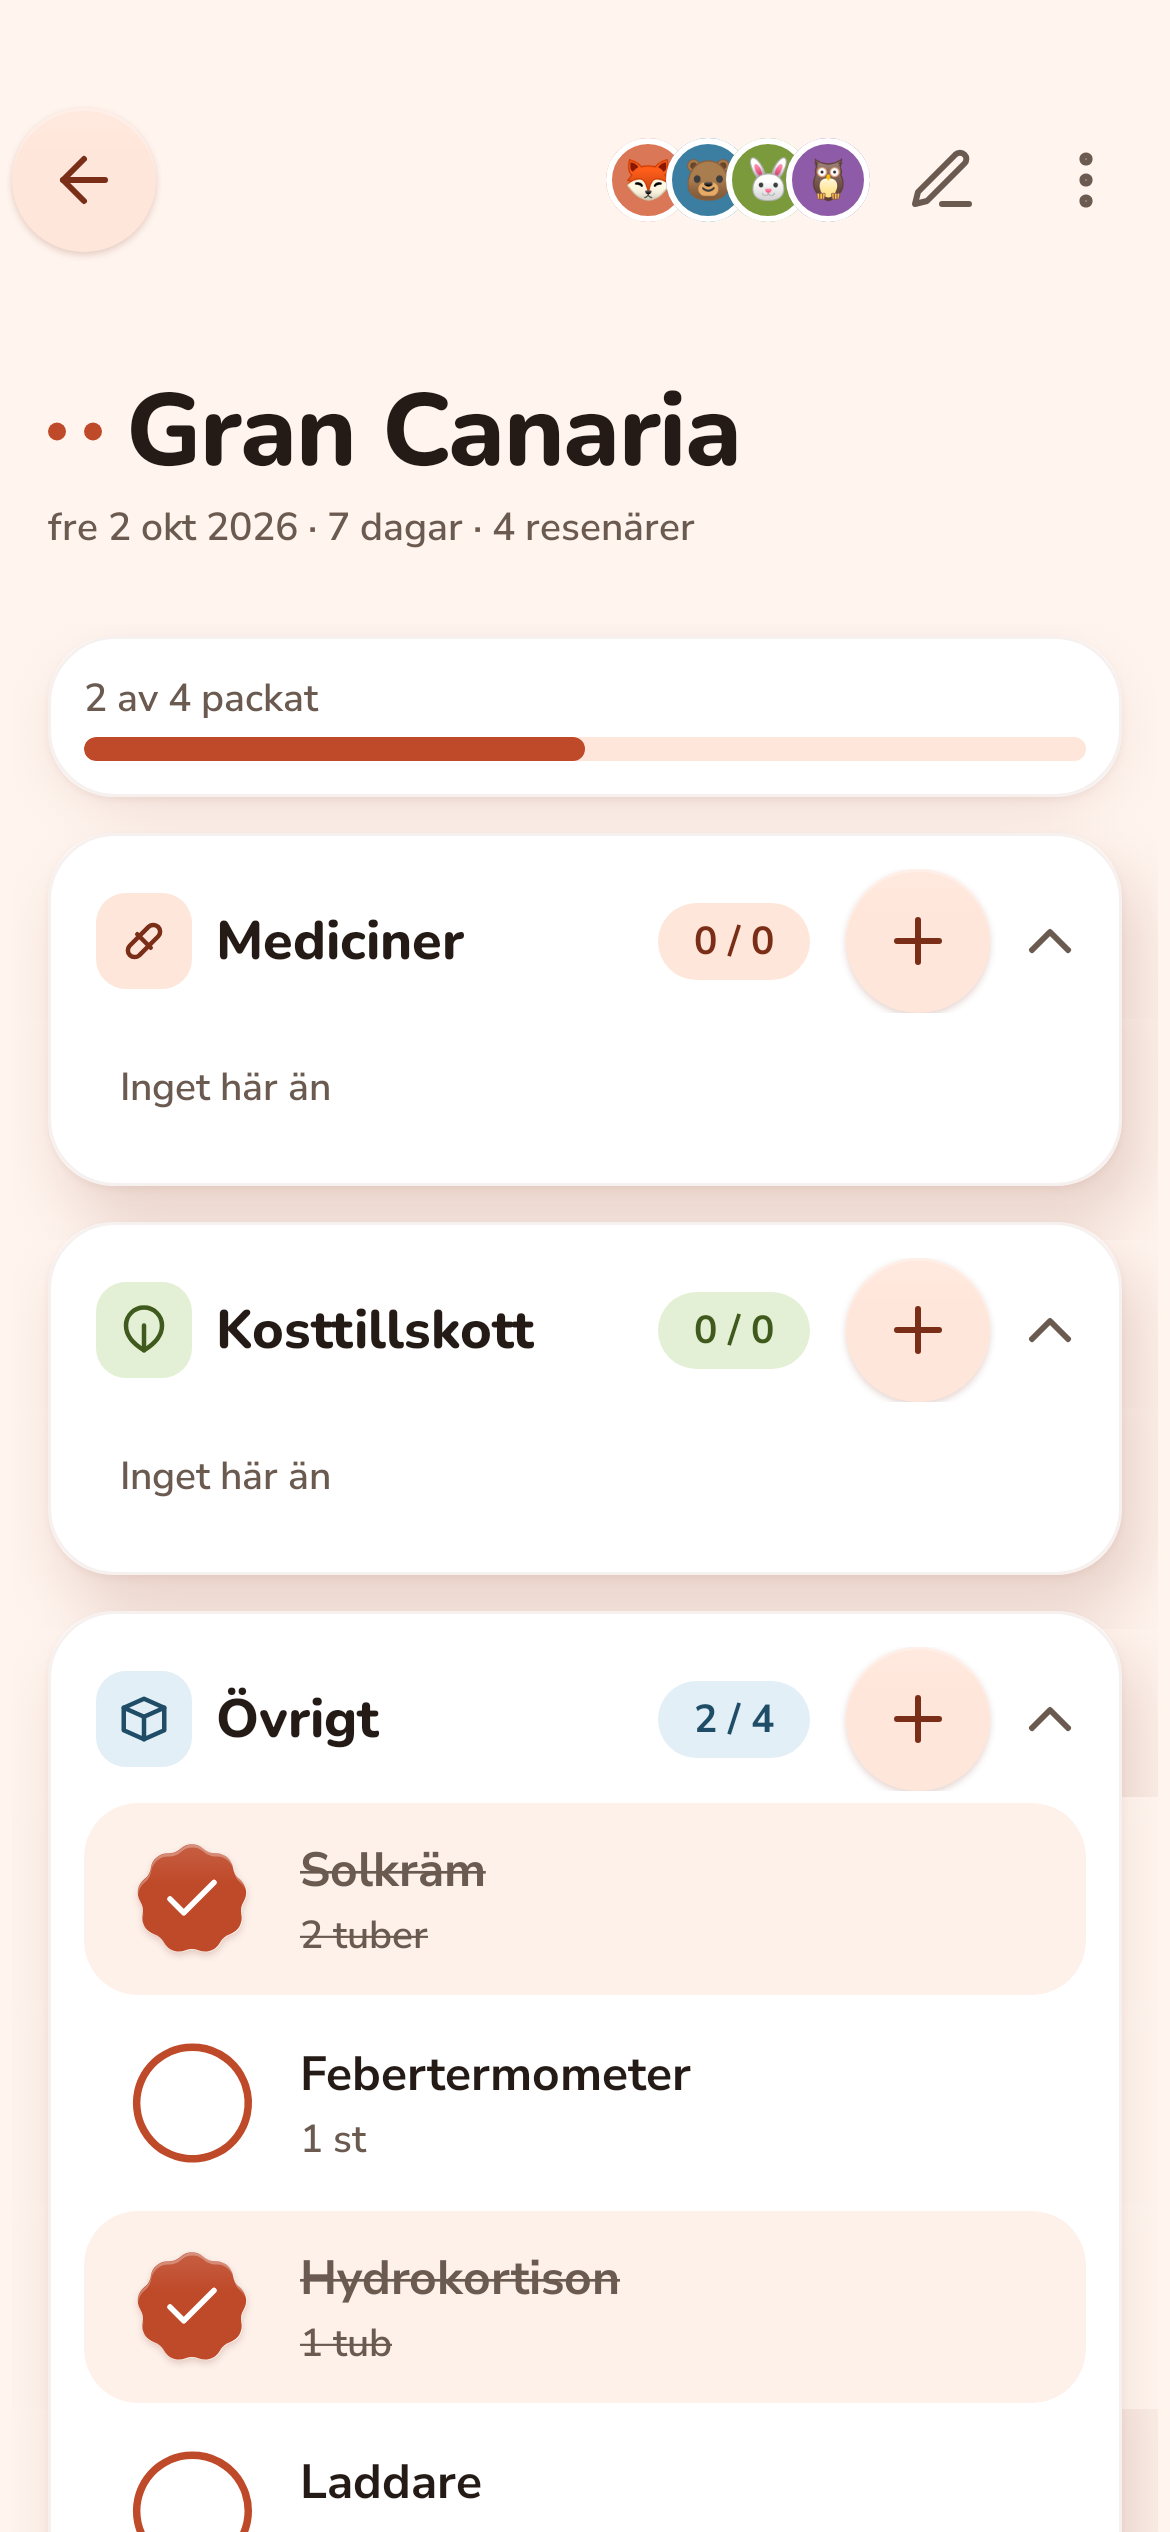 Gran Canaria
fre 2 okt 2026 · 7 dagar · 4 resenärer
2 av 4 packat
Mediciner 0 / 0
Inget här än
Kosttillskott 0 / 0
Inget här än
Övrigt 2 / 4
Solkräm
2 tuber
Febertermometer
1 st
Hydrokortison
1 tub
Laddare